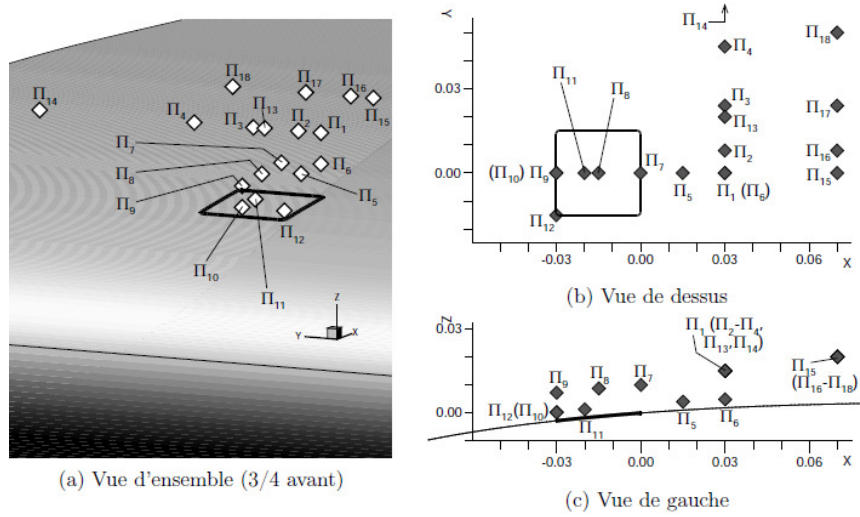 Π14
Π18
Π17
Π16
Π15
Π4
Π3
Π13
Π2
Π1
Π7
Π8
Π9
Π6
Π5
Π12
Π10
Π11
Z
Y
X
(a) Vue d'ensemble (3/4 avant)
Y
Π14
Π18
Π4
0.03
Π11
Π8
Π3
Π13
Π17
Π2
Π16
0.00
(Π10) Π9
Π7
Π5
Π1 (Π6)
Π15
Π12
-0.03
0.00
0.03
0.06
X
(b) Vue de dessus
Z
0.03
Π1 (Π2-Π4,
Π13,Π14)
Π9
Π8
Π7
Π15
(Π16-Π18)
0.00
Π12(Π10)
Π11
Π5
Π6
-0.03
0.00
0.03
0.06
X
(c) Vue de gauche